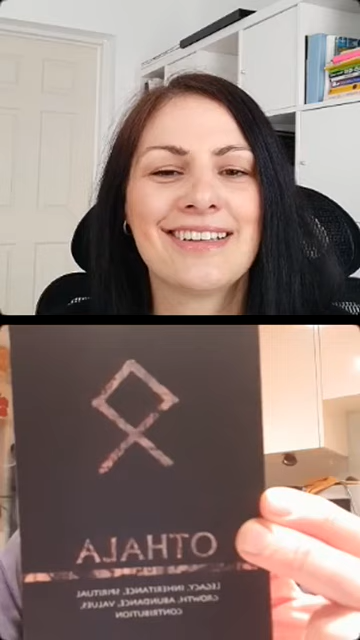 OTHALA
LEGACY, INHERITANCE, SPIRITUAL
GROWTH, ABUNDANCE, VALUES,
CONTRIBUTION